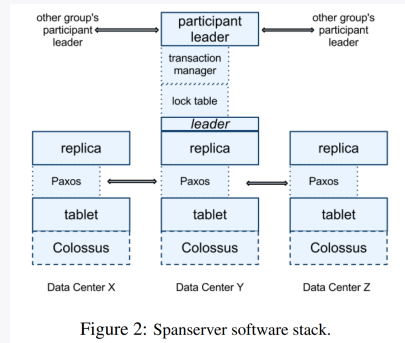 other group's
participant
leader
participant
leader
other group's
participant
leader
transaction
manager
lock table
leader
replica
replica
replica
Paxos
Paxos
Paxos
tablet
tablet
tablet
Colossus
Colossus
Colossus
Data Center X
Data Center Y
Data Center Z
Figure 2: Spanserver software stack.